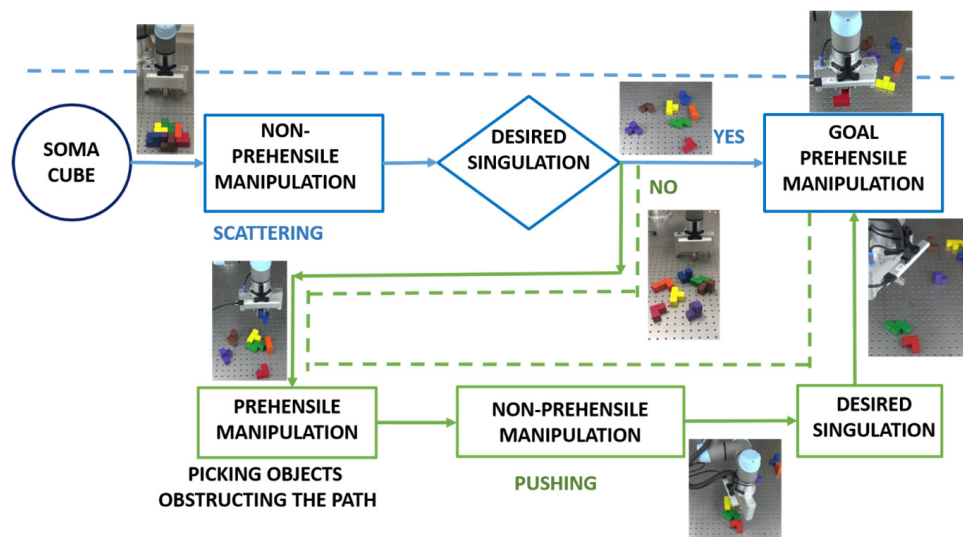 SOMA
CUBE
NON-
PREHENSILE
MANIPULATION
SCATTERING
DESIRED
SINGULATION
YES
NO
GOAL
PREHENSILE
MANIPULATION
PREHENSILE
MANIPULATION
PICKING OBJECTS
OBSTRUCTING THE PATH
NON-PREHENSILE
MANIPULATION
PUSHING
DESIRED
SINGULATION